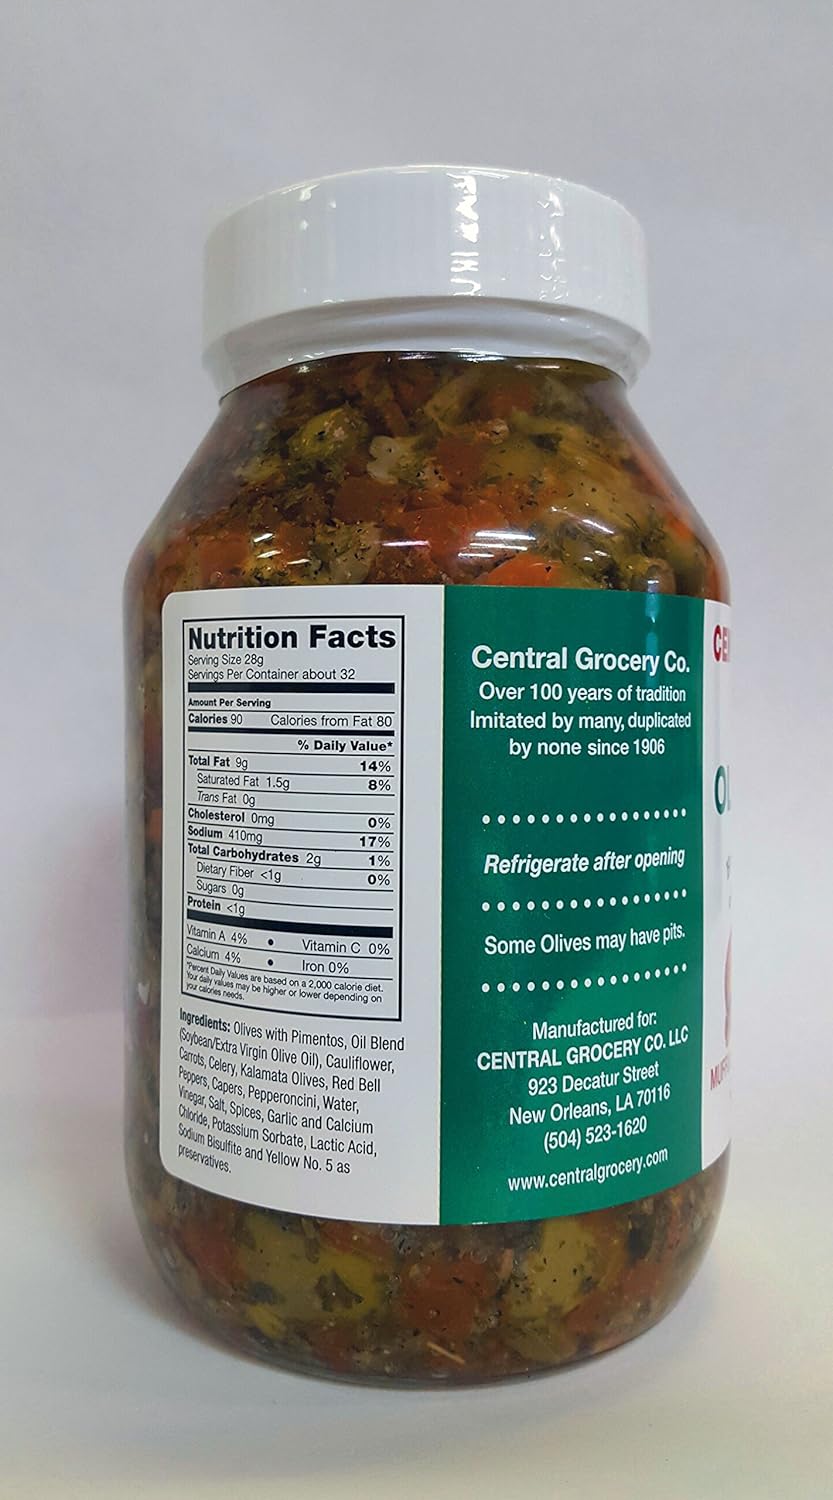 Nutrition Facts
Serving Size 28g
Servings Per Container about 32
Amount Per Serving
Calories 90 Calories from Fat 80
% Daily Value*
Total Fat 9g 14%
Saturated Fat 1.5g 8%
Trans Fat 0g
Cholesterol 0mg 0%
Sodium 410mg 17%
Total Carbohydrates 2g 1%
Dietary Fiber <1g 0%
Sugars 0g
Protein <1g
Vitamin A 4% • Vitamin C 0%
Calcium 4% • Iron 0%
*Percent Daily Values are based on a 2,000 calorie diet.
Your daily values may be higher or lower depending on
your calories needs.
Ingredients: Olives with Pimentos, Oil Blend
(Soybean/Extra Virgin Olive Oil), Cauliflower,
Carrots, Celery, Kalamata Olives, Red Bell
Peppers, Capers, Pepperoncini, Water,
Vinegar, Salt, Spices, Garlic and Calcium
Chloride, Potassium Sorbate, Lactic Acid,
Sodium Bisulfite and Yellow No. 5 as
preservatives.
Central Grocery Co.
Over 100 years of tradition
Imitated by many, duplicated
by none since 1906
Refrigerate after opening
Some Olives may have pits.
Manufactured for:
CENTRAL GROCERY CO. LLC
923 Decatur Street
New Orleans, LA 70116
(504) 523-1620
www.centralgrocery.com